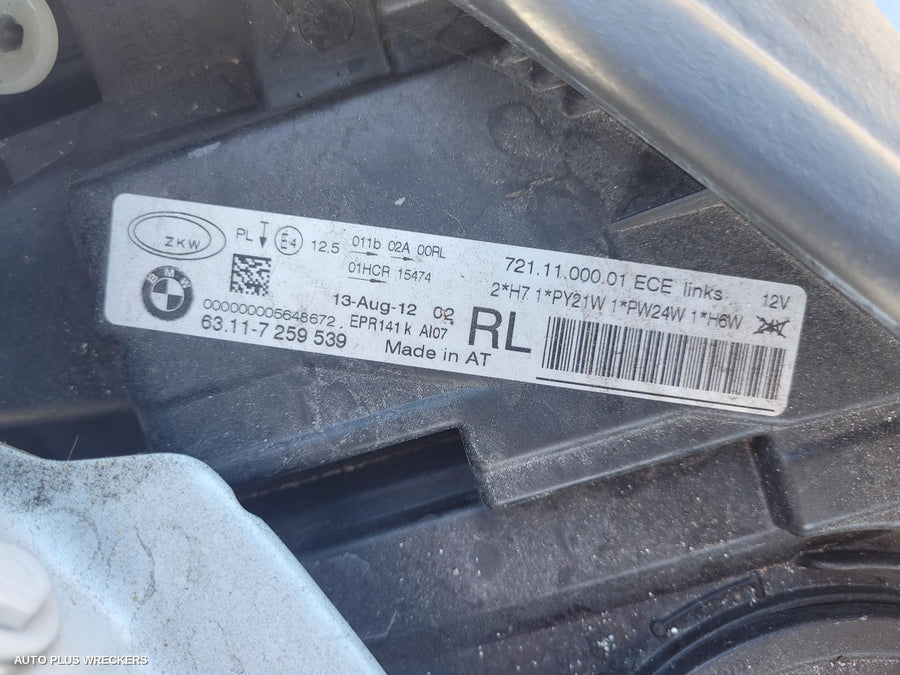 ZKW
PL E4 12,5 011b 02A 00RL
01HCR 15474
BMW
13-Aug-12 02
000000005648672 EPR141 k AI07
63.11-7 259 539
Made in AT
RL
721.11.000.01 ECE links 12V
2*H7 1*PY21W 1*PW24W 1*H6W
AUTO PLUS WRECKERS